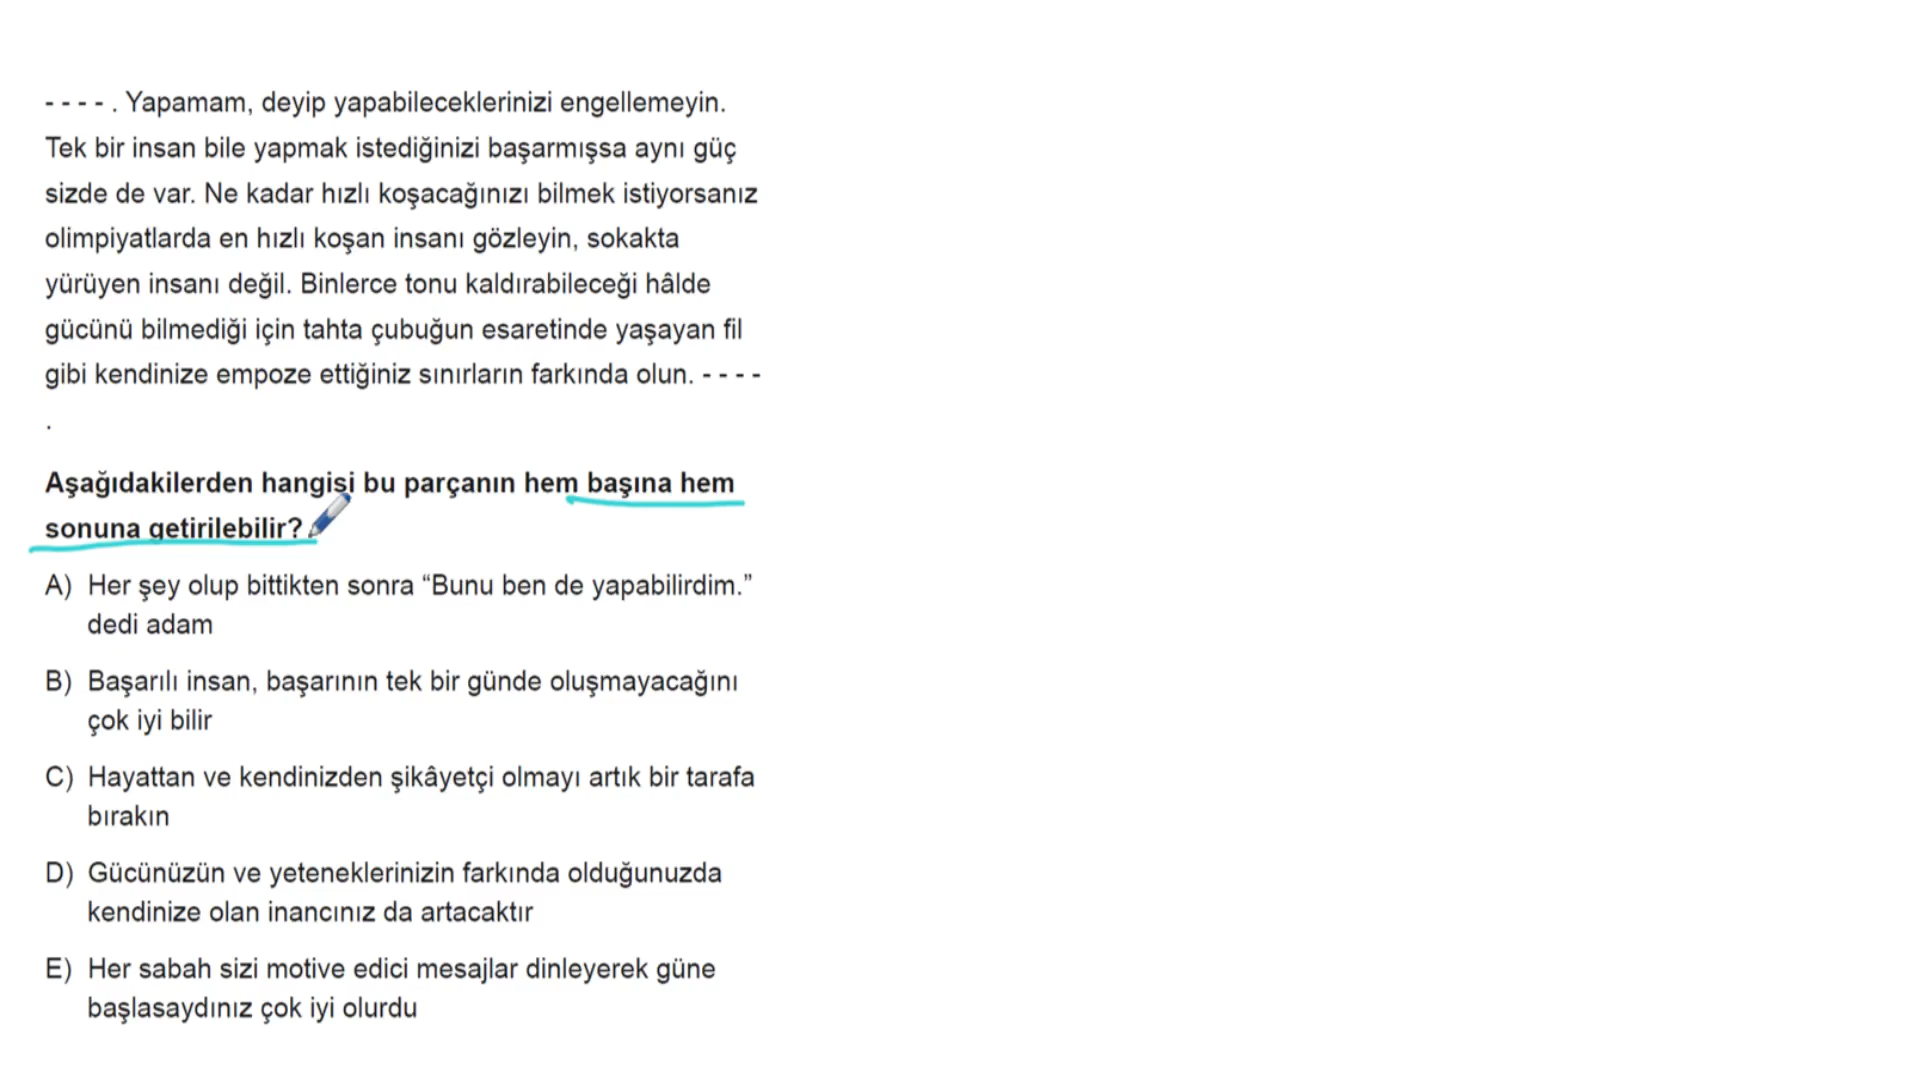 - - - - . Yapamam, deyip yapabileceklerinizi engellemeyin.
Tek bir insan bile yapmak istediğinizi başarmışsa aynı güç
sizde de var. Ne kadar hızlı koşacağınızı bilmek istiyorsanız
olimpiyatlarda en hızlı koşan insanı gözleyin, sokakta
yürüyen insanı değil. Binlerce tonu kaldırabileceği hâlde
gücünü bilmediği için tahta çubuğun esaretinde yaşayan fil
gibi kendinize empoze ettiğiniz sınırların farkında olun. - - - -
.
Aşağıdakilerden hangisi bu parçanın hem başına hem
sonuna getirilebilir?
A) Her şey olup bittikten sonra “Bunu ben de yapabilirdim.”
dedi adam
B) Başarılı insan, başarının tek bir günde oluşmayacağını
çok iyi bilir
C) Hayattan ve kendinizden şikâyetçi olmayı artık bir tarafa
bırakın
D) Gücünüzün ve yeteneklerinizin farkında olduğunuzda
kendinize olan inancınız da artacaktır
E) Her sabah sizi motive edici mesajlar dinleyerek güne
başlasaydınız çok iyi olurdu